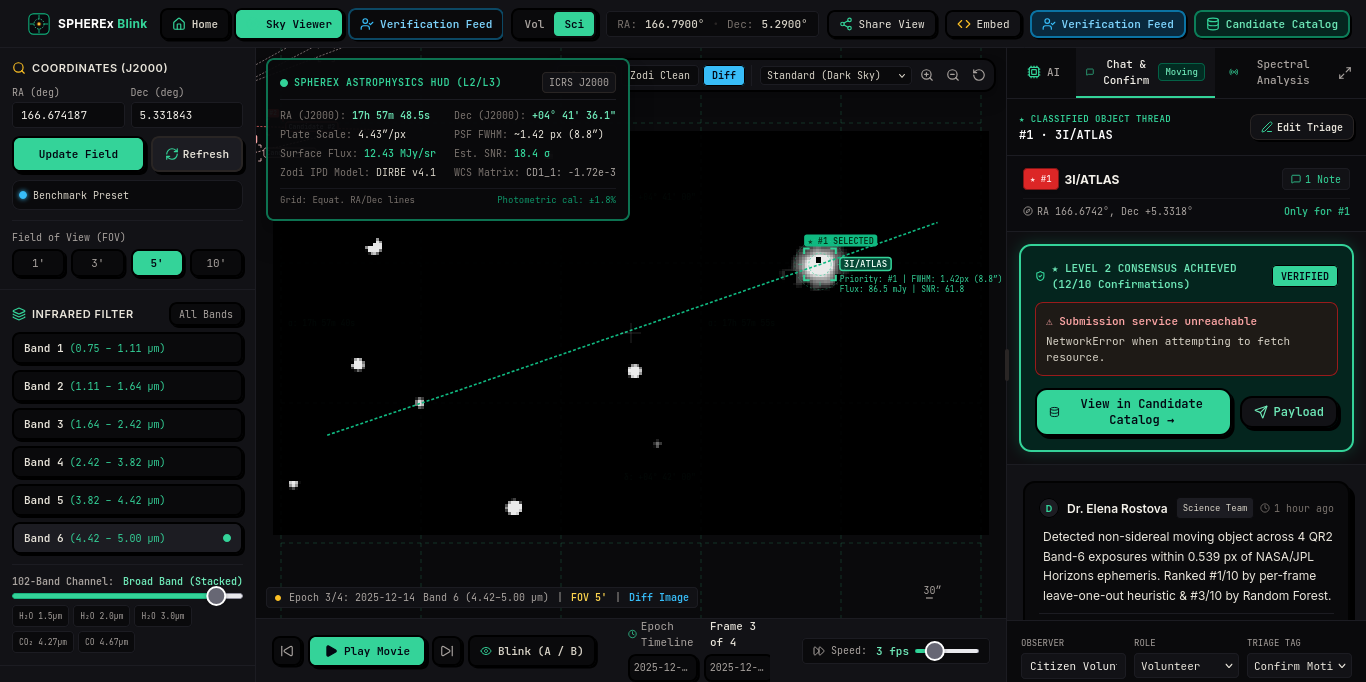 SPHEREx Blink
Home
Sky Viewer
Verification Feed
Vol
Sci
RA: 166.7900° · Dec: 5.2900°
Share View
Embed
Verification Feed
Candidate Catalog
COORDINATES (J2000)
RA (deg)
Dec (deg)
166.674187
5.331843
Update Field
Refresh
Benchmark Preset
Field of View (FOV)
1'
3'
5'
10'
INFRARED FILTER
All Bands
Band 1 (0.75 – 1.11 µm)
Band 2 (1.11 – 1.64 µm)
Band 3 (1.64 – 2.42 µm)
Band 4 (2.42 – 3.82 µm)
Band 5 (3.82 – 4.42 µm)
Band 6 (4.42 – 5.00 µm)
102-Band Channel: Broad Band (Stacked)
H₂O 1.5µm
H₂O 2.0µm
H₂O 3.0µm
CO₂ 4.27µm
CO 4.67µm
SPHEREX ASTROPHYSICS HUD (L2/L3)
ICRS J2000
RA (J2000): 17h 57m 48.5s
Dec (J2000): +04° 41' 36.1"
Plate Scale: 4.43″/px
PSF FWHM: ~1.42 px (8.8″)
Surface Flux: 12.43 MJy/sr
Est. SNR: 18.4 σ
Zodi IPD Model: DIRBE v4.1
WCS Matrix: CD1_1: -1.72e-3
Grid: Equat. RA/Dec lines
Photometric cal: ±1.8%
Zodi Clean
Diff
Standard (Dark Sky)
★ #1 SELECTED
3I/ATLAS
Priority: #1 | FWHM: 1.42px (8.8″)
Flux: 86.5 mJy | SNR: 61.8
Epoch 3/4: 2025-12-14 Band 6 (4.42–5.00 µm) | FOV 5' | Diff Image
30″
Play Movie
Blink (A / B)
Epoch
Timeline
Frame 3
of 4
2025-12-…
2025-12-…
Speed: 3 fps
AI
Chat &
Confirm
Moving
Spectral
Analysis
★ CLASSIFIED OBJECT THREAD
#1 · 3I/ATLAS
Edit Triage
★ #1
3I/ATLAS
1 Note
RA 166.6742°, Dec +5.3318°
Only for #1
★ LEVEL 2 CONSENSUS ACHIEVED
(12/10 Confirmations)
VERIFIED
⚠ Submission service unreachable
NetworkError when attempting to fetch
resource.
View in Candidate
Catalog →
Payload
D
Dr. Elena Rostova
Science Team
1 hour ago
Detected non-sidereal moving object across 4 QR2
Band-6 exposures within 0.539 px of NASA/JPL
Horizons ephemeris. Ranked #1/10 by per-frame
leave-one-out heuristic & #3/10 by Random Forest.
OBSERVER
ROLE
TRIAGE TAG
Citizen Volun
Volunteer
Confirm Moti